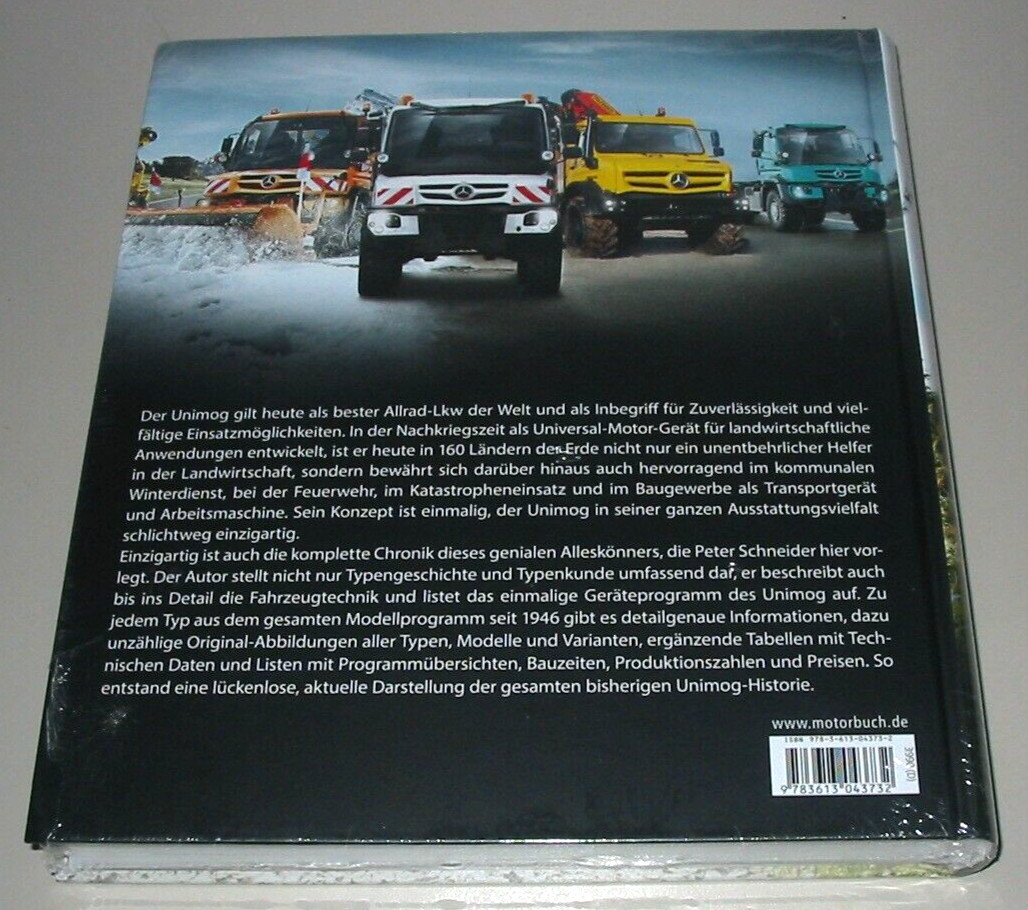 Der Unimog gilt heute als bester Allrad-Lkw der Welt und als Inbegriff für Zuverlässigkeit und viel-
fältige Einsatzmöglichkeiten. In der Nachkriegszeit als Universal-Motor-Gerät für landwirtschaftliche
Anwendungen entwickelt, ist er heute in 160 Ländern der Erde nicht nur ein unentbehrlicher Helfer
in der Landwirtschaft, sondern bewährt sich darüber hinaus auch hervorragend im kommunalen
Winterdienst, bei der Feuerwehr, im Katastropheneinsatz und im Baugewerbe als Transportgerät
und Arbeitsmaschine. Sein Konzept ist einmalig, der Unimog in seiner ganzen Ausstattungsvielfalt
schlichtweg einzigartig.
Einzigartig ist auch die komplette Chronik dieses genialen Alleskönners, die Peter Schneider hier vor-
legt. Der Autor stellt nicht nur Typengeschichte und Typenkunde umfassend dar, er beschreibt auch
bis ins Detail die Fahrzeugtechnik und listet das einmalige Geräteprogramm des Unimog auf. Zu
jedem Typ aus dem gesamten Modellprogramm seit 1946 gibt es detailgenaue Informationen, dazu
unzählige Original-Abbildungen aller Typen, Modelle und Varianten, ergänzende Tabellen mit Tech-
nischen Daten und Listen mit Programmübersichten, Bauzeiten, Produktionszahlen und Preisen. So
entstand eine lückenlose, aktuelle Darstellung der gesamten bisherigen Unimog-Historie.
www.motorbuch.de
ISBN 978-3-613-04373-2
9 783613 043732